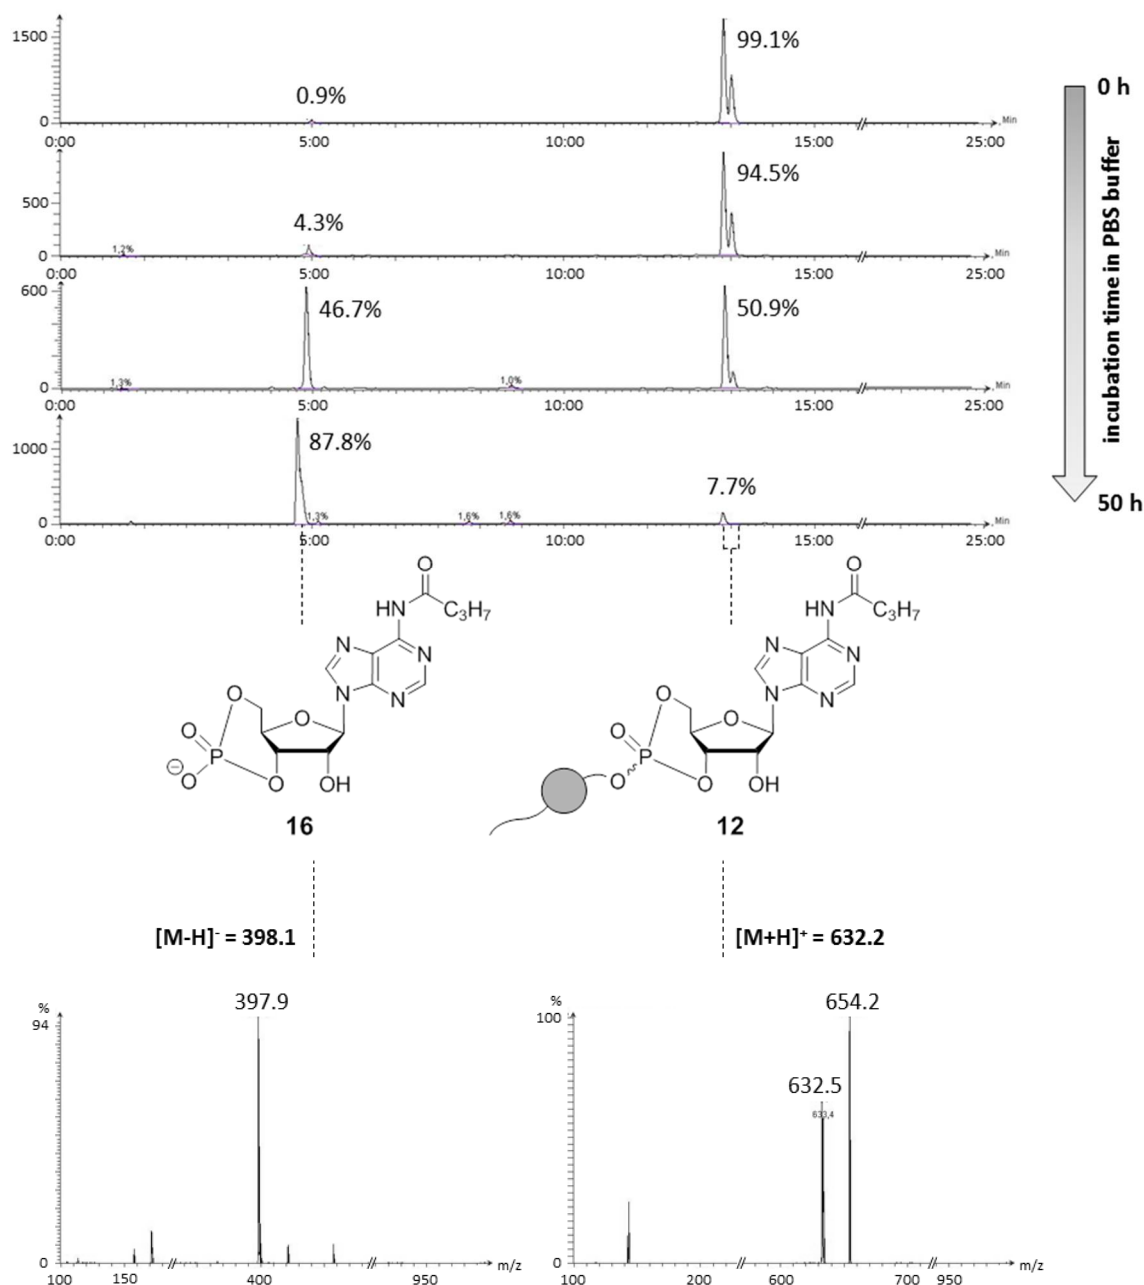 1500
0
0.9%
99.1%
0:00 5:00 10:00 15:00 25:00
Min
0 h
500
0
1,2%
4.3%
94.5%
0:00 5:00 10:00 15:00 25:00
Min
600
0
1,3%
46.7%
1,0%
50.9%
0:00 5:00 10:00 15:00 25:00
Min
incubation time in PBS buffer
1000
0
87.8%
1,3%
1,6%
1,6%
7.7%
0:00 5:00 10:00 15:00 25:00
Min
50 h
O
HN
C3H7
N
N
N
N
O
O
O
P
⊖
O
O
OH
16
O
HN
C3H7
N
N
N
N
O
O
O
P
O
O
OH
12
[M-H]- = 398.1
[M+H]+ = 632.2
%
94
0
397.9
100 150 400 950 m/z
%
100
0
632.5
633,4
654.2
100 200 600 700 950 m/z